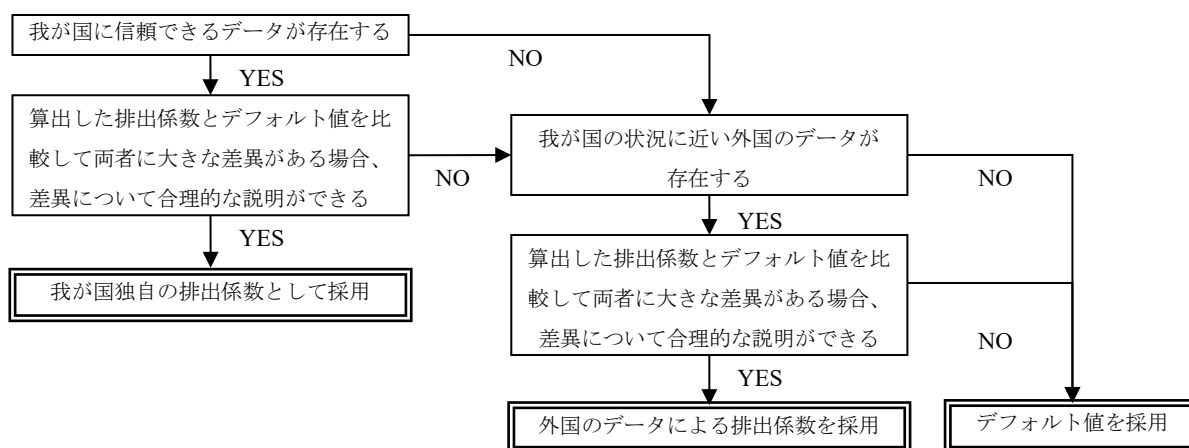 我が国に信頼できるデータが存在する
NO
YES
算出した排出係数とデフォルト値を比
較して両者に大きな差異がある場合、
差異について合理的な説明ができる
NO
我が国の状況に近い外国のデータが
存在する
NO
YES
YES
我が国独自の排出係数として採用
算出した排出係数とデフォルト値を比
較して両者に大きな差異がある場合、
差異について合理的な説明ができる
NO
YES
外国のデータによる排出係数を採用
デフォルト値を採用